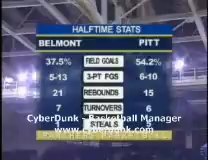 HALFTIME STATS
BELMONT PITT
37.5% FIELD GOALS 54.2%
5-13 3-PT FGS 6-10
21 REBOUNDS 15
7 TURNOVERS 6
CyberDunk - Basketball Manager
STEALS
www.cyberdunk.com